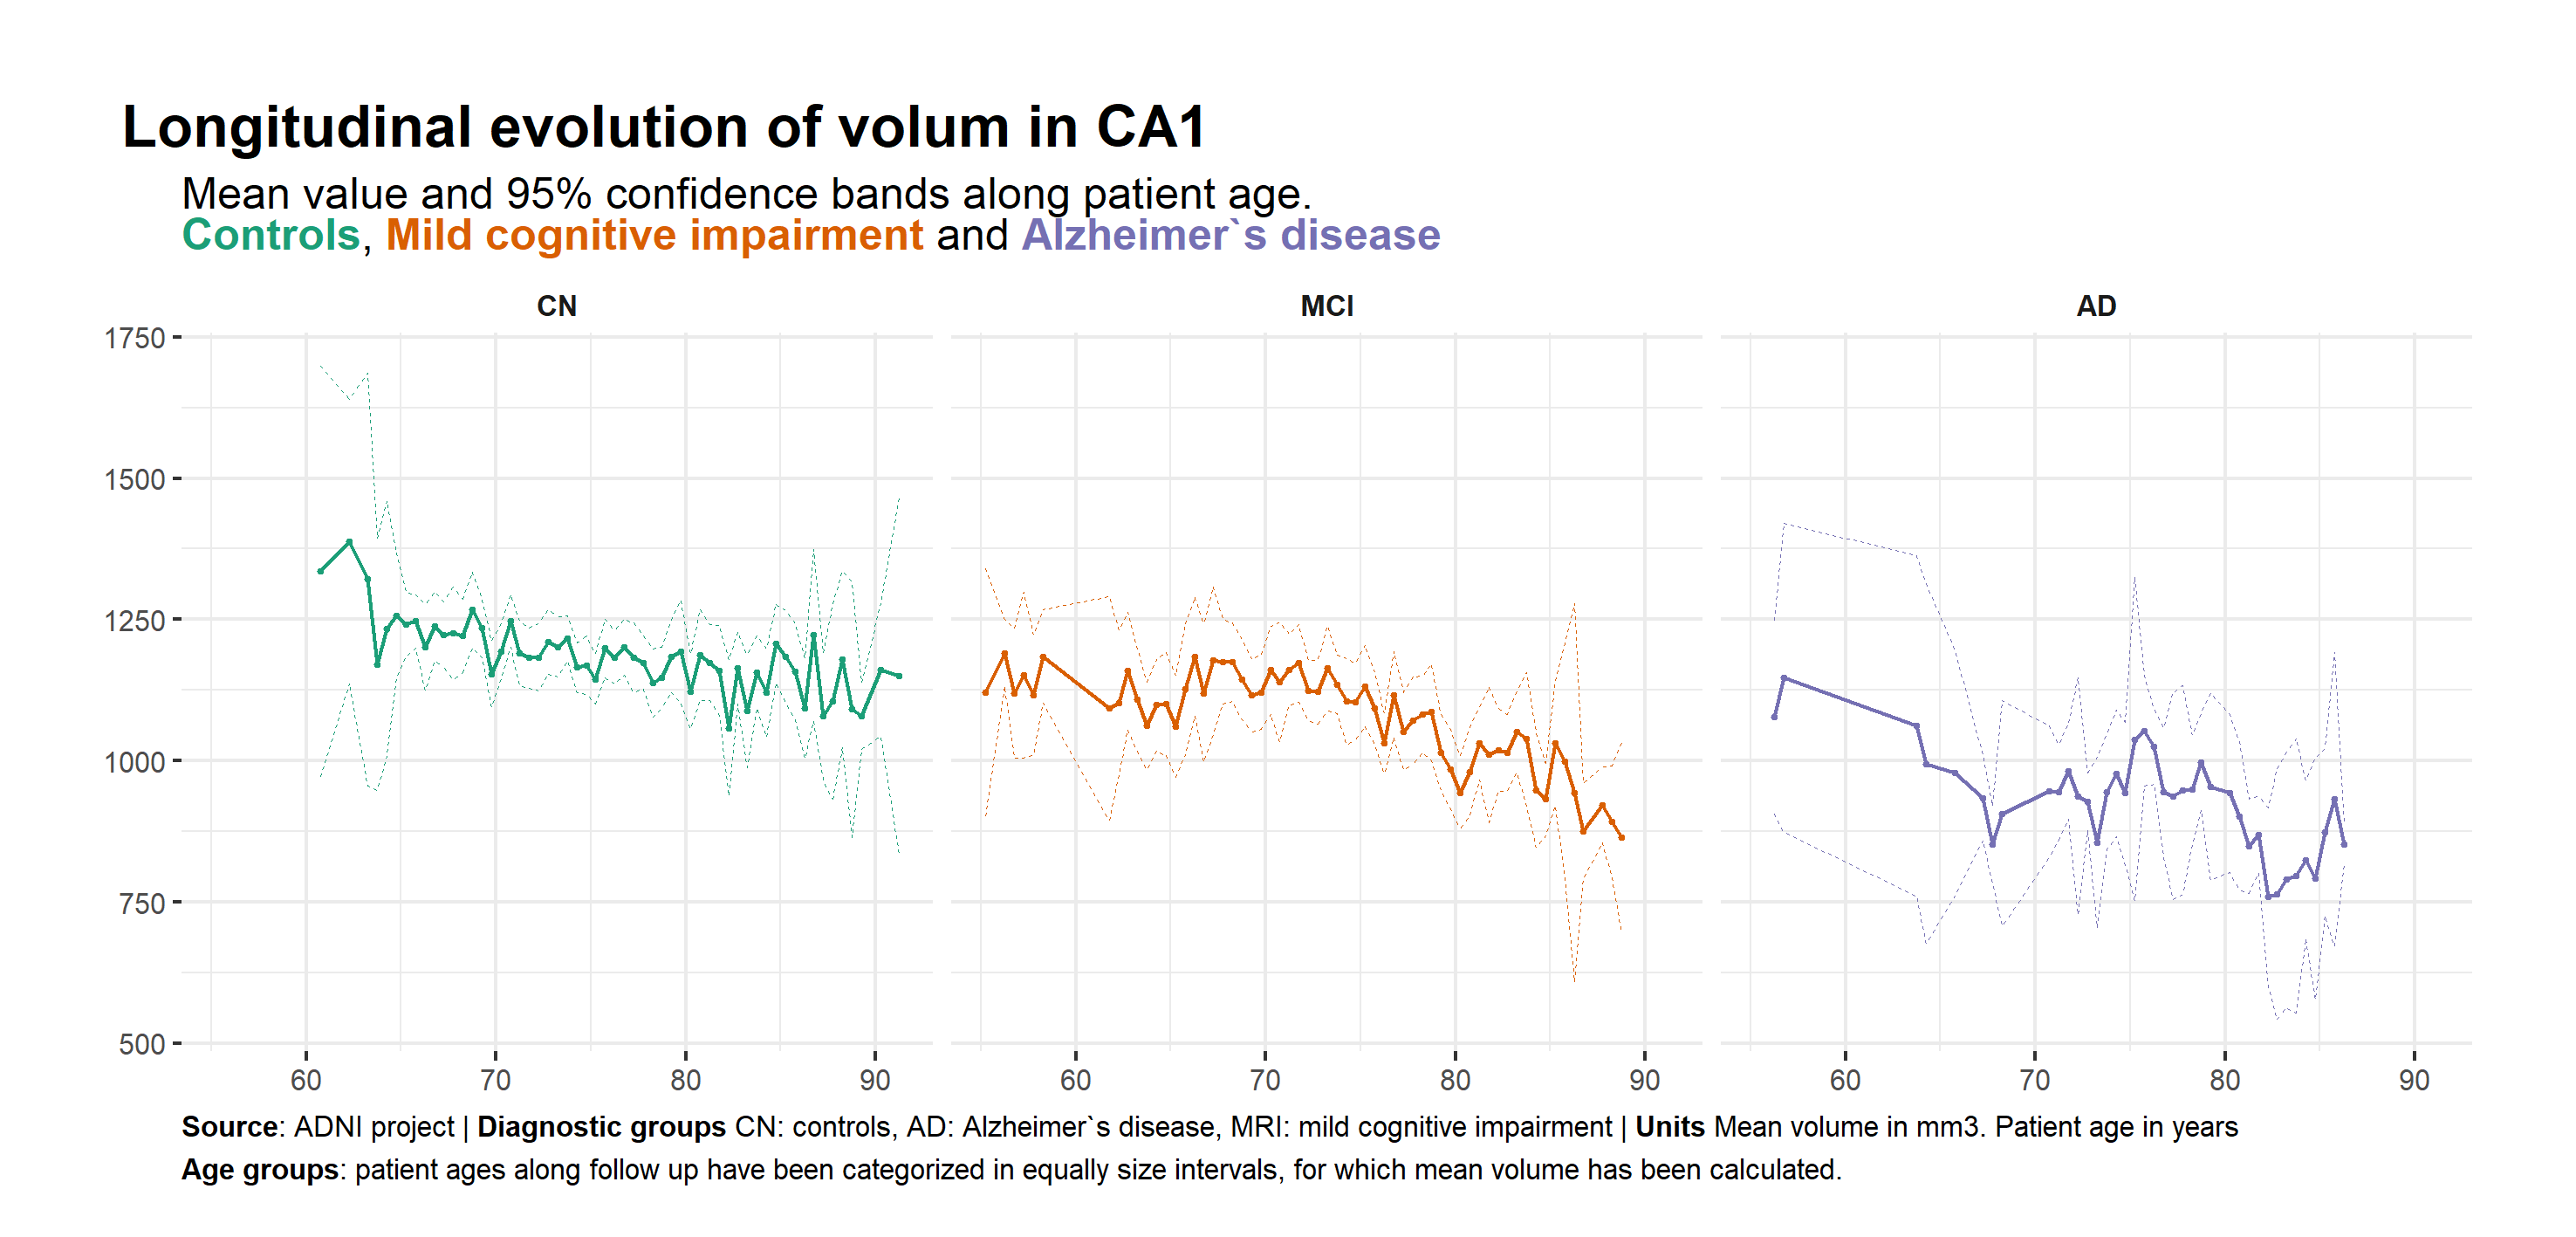 Longitudinal evolution of volum in CA1
Mean value and 95% confidence bands along patient age.
Controls, Mild cognitive impairment and Alzheimer`s disease
CN MCI AD
1750
1500
1250
1000
750
500
60 70 80 90 60 70 80 90 60 70 80 90
Source: ADNI project | Diagnostic groups CN: controls, AD: Alzheimer`s disease, MRI: mild cognitive impairment | Units Mean volume in mm3. Patient age in years
Age groups: patient ages along follow up have been categorized in equally size intervals, for which mean volume has been calculated.